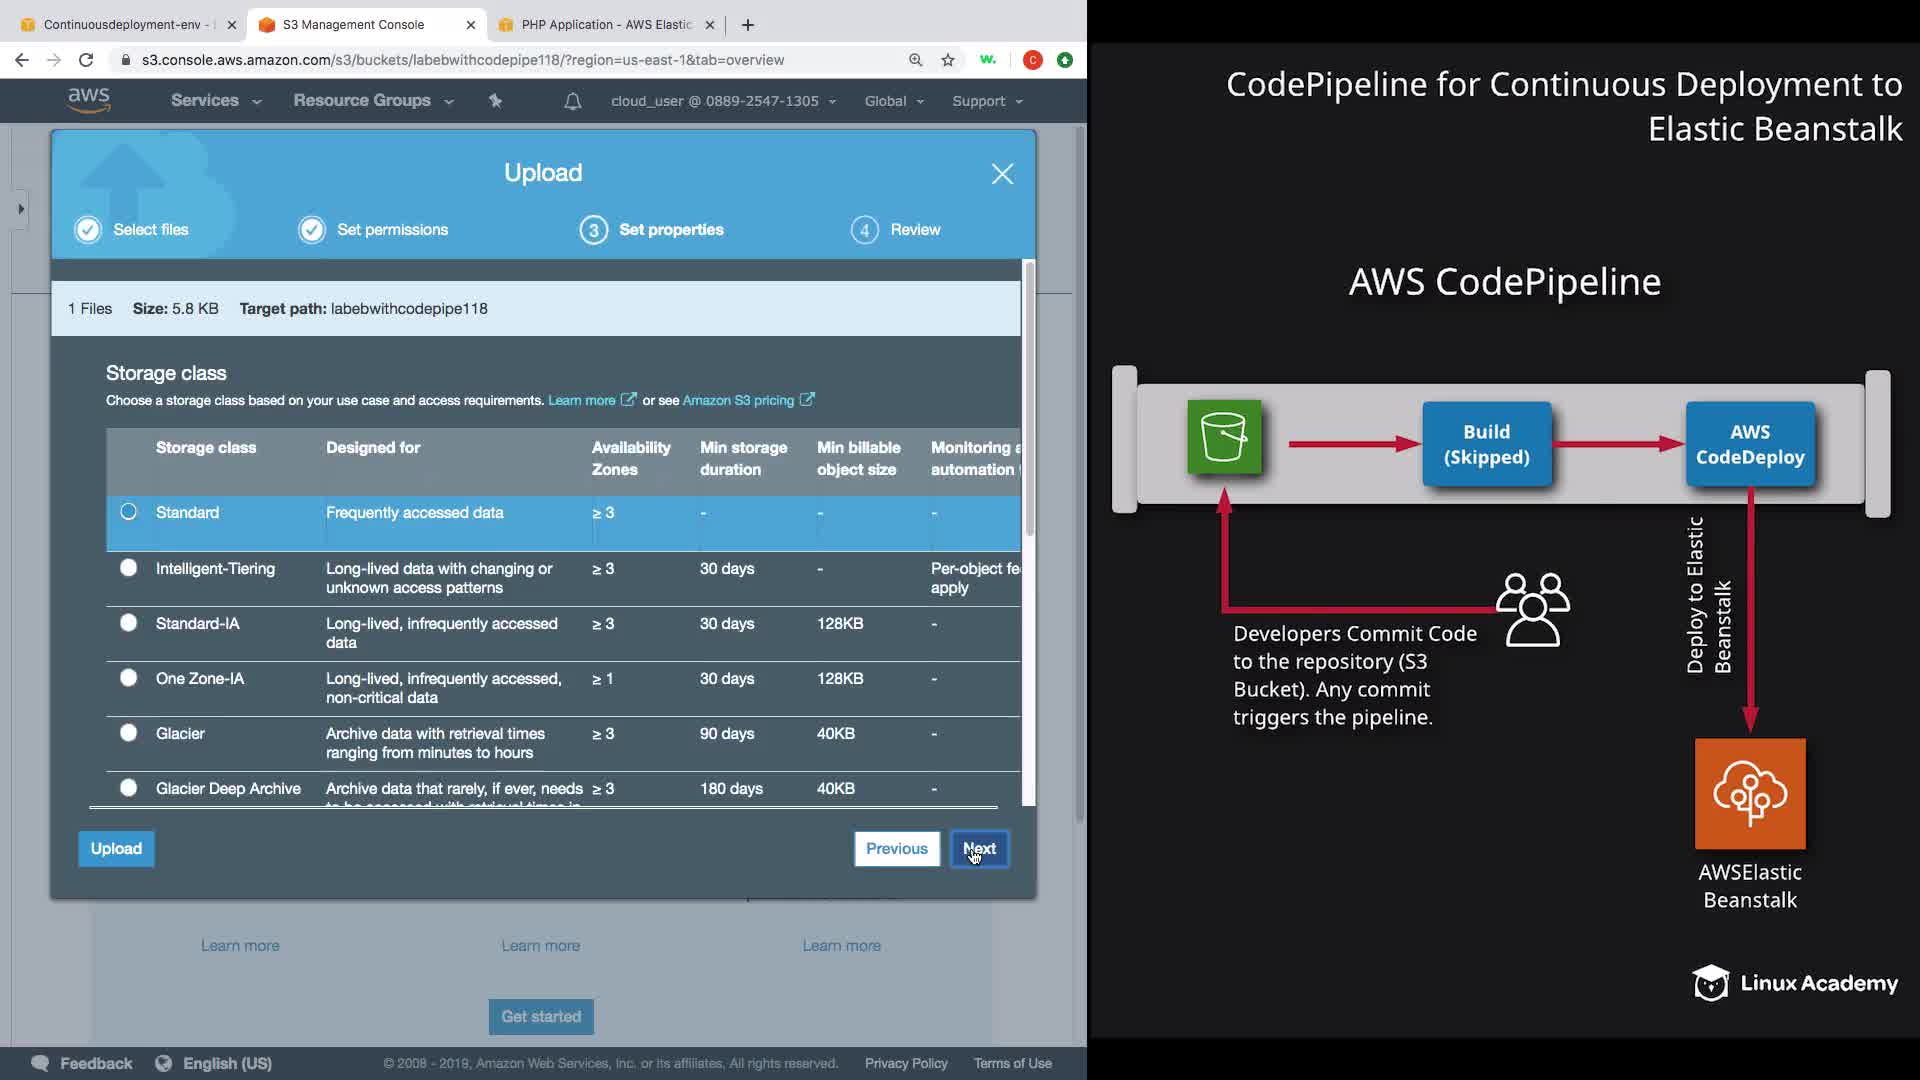 Continuousdeployment-env -
S3 Management Console
PHP Application - AWS Elastic
s3.console.aws.amazon.com/s3/buckets/labebwithcodepipe118/?region=us-east-1&tab=overview
w.
C
aws
Services
Resource Groups
cloud_user @ 0889-2547-1305
Global
Support
Upload
Select files
Set permissions
3 Set properties
4 Review
1 Files Size: 5.8 KB Target path: labebwithcodepipe118
Storage class
Choose a storage class based on your use case and access requirements. Learn more or see Amazon S3 pricing
Storage class Designed for Availability Zones Min storage duration Min billable object size Monitoring a automation
Standard Frequently accessed data ≥ 3 - - -
Intelligent-Tiering Long-lived data with changing or unknown access patterns ≥ 3 30 days - Per-object fe apply
Standard-IA Long-lived, infrequently accessed data ≥ 3 30 days 128KB -
One Zone-IA Long-lived, infrequently accessed, non-critical data ≥ 1 30 days 128KB -
Glacier Archive data with retrieval times ranging from minutes to hours ≥ 3 90 days 40KB -
Glacier Deep Archive Archive data that rarely, if ever, needs ≥ 3 180 days 40KB -
Upload
Previous
Next
Learn more
Learn more
Learn more
Get started
Feedback
English (US)
© 2008 - 2019, Amazon Web Services, Inc. or its affiliates. All rights reserved.
Privacy Policy
Terms of Use
CodePipeline for Continuous Deployment to
Elastic Beanstalk
AWS CodePipeline
Build
(Skipped)
AWS
CodeDeploy
Developers Commit Code
to the repository (S3
Bucket). Any commit
triggers the pipeline.
Deploy to Elastic
Beanstalk
AWSElastic
Beanstalk
Linux Academy